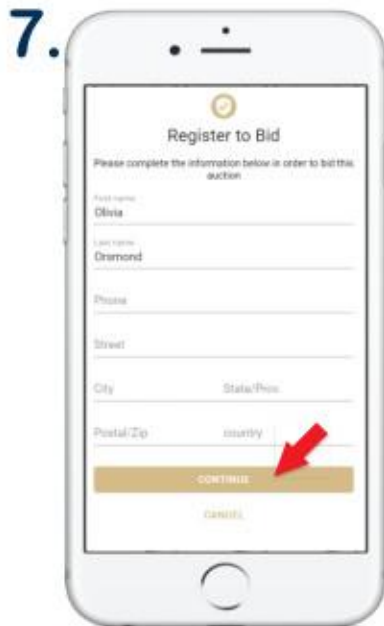 7.
Register to Bid
Please complete the information below in order to bid this
auction
First name
Olivia
Last name
Orsmond
Phone
Street
City State/Prov.
Postal/Zip country
CONTINUE
CANCEL